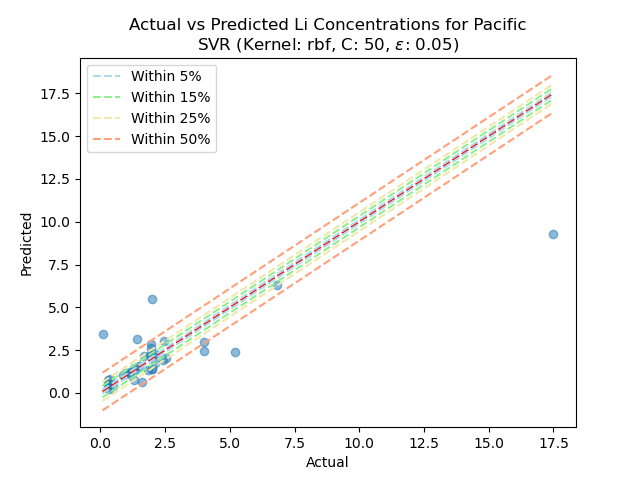 Actual vs Predicted Li Concentrations for Pacific
SVR (Kernel: rbf, C: 50, ε: 0.05)
Within 5%
Within 15%
Within 25%
Within 50%
17.5
15.0
12.5
10.0
7.5
5.0
2.5
0.0
Predicted
0.0 2.5 5.0 7.5 10.0 12.5 15.0 17.5
Actual